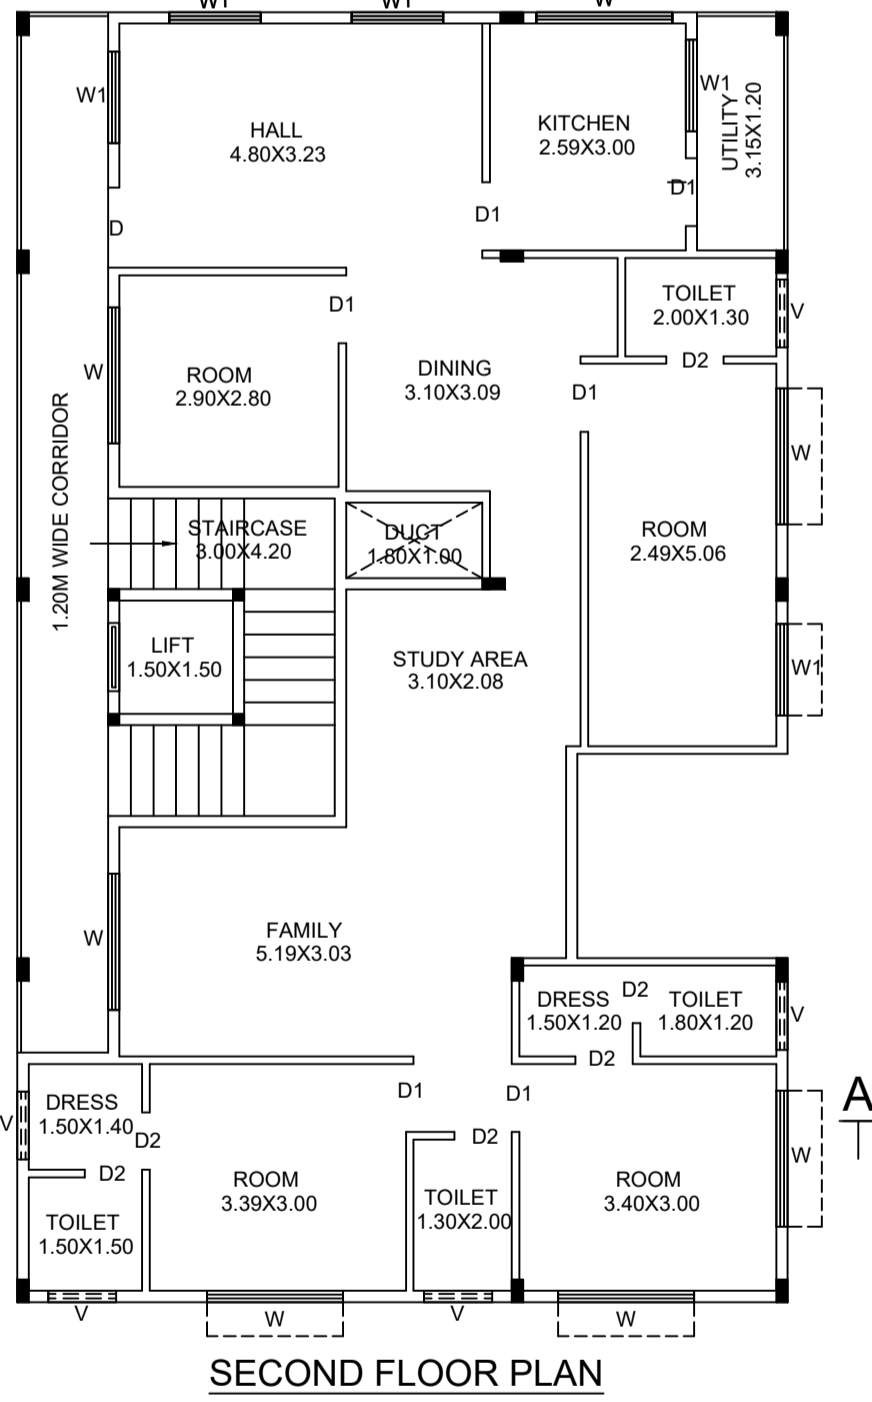 W1
W1
W
W1
HALL
4.80X3.23
KITCHEN
2.59X3.00
W1
UTILITY
3.15X1.20
D1
D1
D
TOILET
2.00X1.30
V
D1
D2
W
ROOM
2.90X2.80
DINING
3.10X3.09
D1
1.20M WIDE CORRIDOR
W
STAIRCASE
3.00X4.20
DUCT
1.80X1.00
ROOM
2.49X5.06
LIFT
1.50X1.50
STUDY AREA
3.10X2.08
W1
W
FAMILY
5.19X3.03
DRESS
1.50X1.20
D2
TOILET
1.80X1.20
V
D2
D1
D1
A
V
DRESS
1.50X1.40
D2
D2
D2
W
ROOM
3.39X3.00
TOILET
1.30X2.00
ROOM
3.40X3.00
TOILET
1.50X1.50
V
W
V
W
SECOND FLOOR PLAN